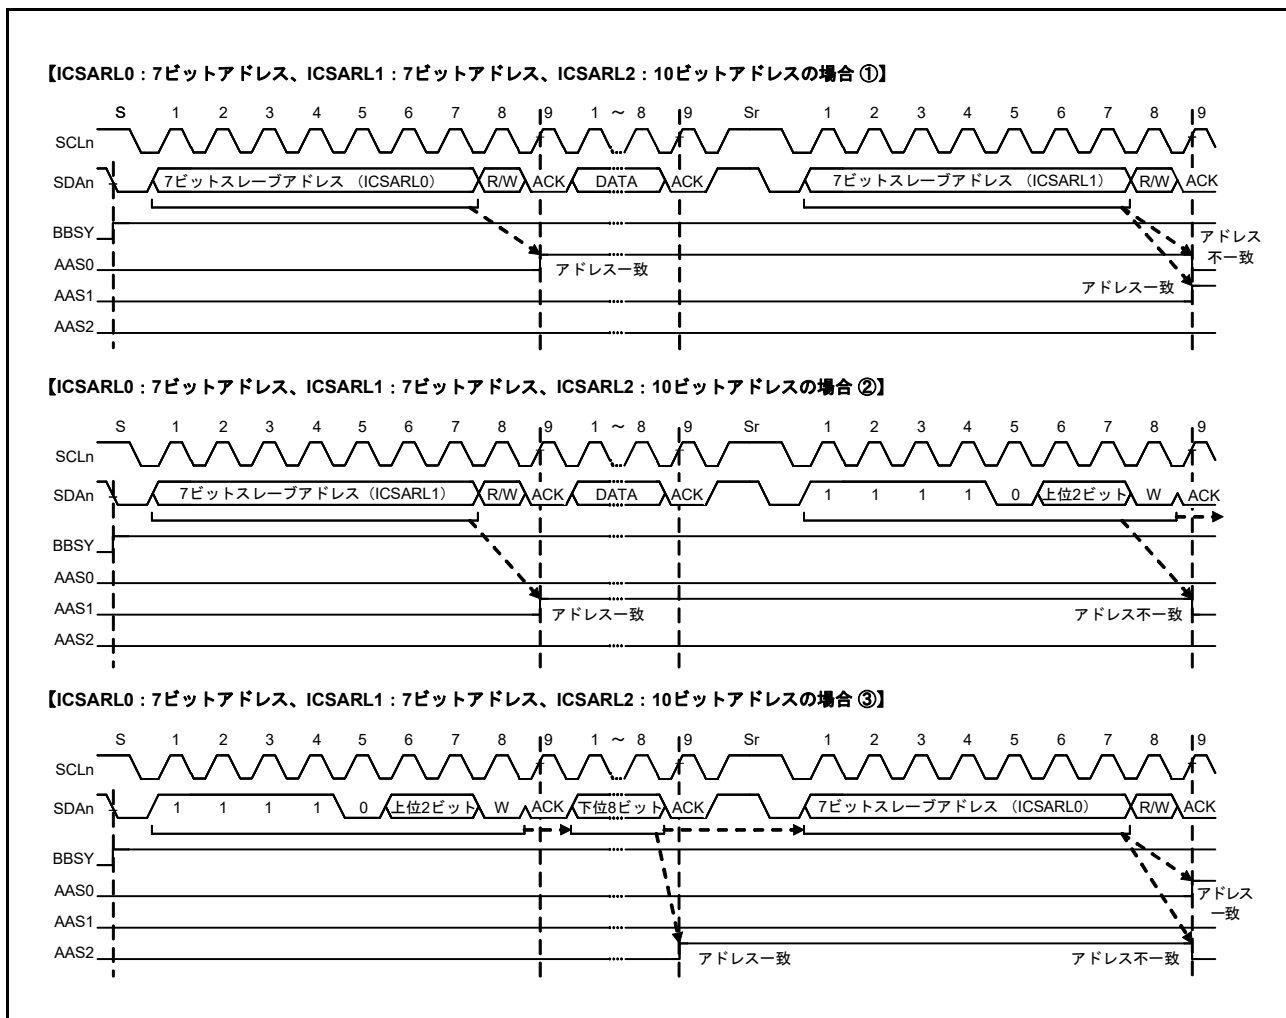 【ICSARL0：7ビットアドレス、ICSARL1：7ビットアドレス、ICSARL2：10ビットアドレスの場合 ①】
S 1 2 3 4 5 6 7 8 9 1 ～ 8 9 Sr 1 2 3 4 5 6 7 8 9
SCLn
SDAn 7ビットスレーブアドレス （ICSARL0） R/W ACK DATA ACK 7ビットスレーブアドレス （ICSARL1） R/W ACK
BBSY アドレス
不一致
AAS0 アドレス一致
AAS1 アドレス一致
AAS2
【ICSARL0：7ビットアドレス、ICSARL1：7ビットアドレス、ICSARL2：10ビットアドレスの場合 ②】
S 1 2 3 4 5 6 7 8 9 1 ～ 8 9 Sr 1 2 3 4 5 6 7 8 9
SCLn
SDAn 7ビットスレーブアドレス（ICSARL1） R/W ACK DATA ACK 1 1 1 1 0 上位2ビット W ACK
BBSY
AAS0
AAS1 アドレス一致 アドレス不一致
AAS2
【ICSARL0：7ビットアドレス、ICSARL1：7ビットアドレス、ICSARL2：10ビットアドレスの場合 ③】
S 1 2 3 4 5 6 7 8 9 1 ～ 8 9 Sr 1 2 3 4 5 6 7 8 9
SCLn
SDAn 1 1 1 1 0 上位2ビット W ACK 下位8ビット ACK 7ビットスレーブアドレス （ICSARL0） R/W ACK
BBSY
AAS0 アドレス
一致
AAS1
AAS2 アドレス一致 アドレス不一致